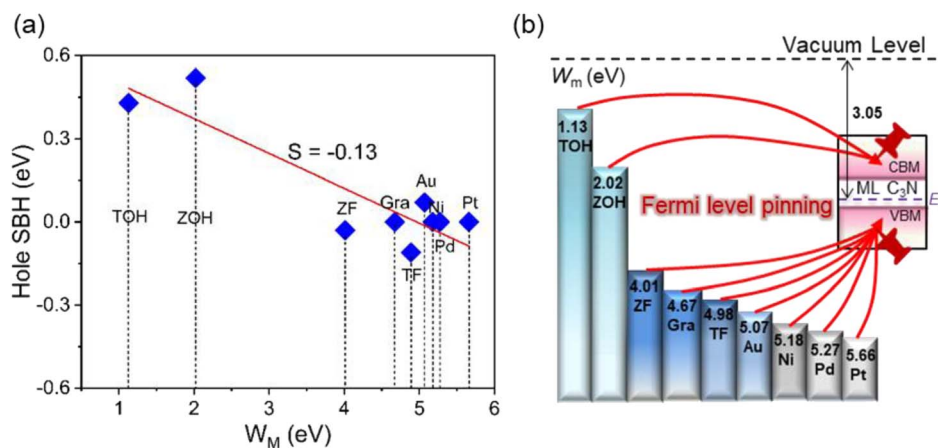 (a)
0.6
0.3
0.0
-0.3
-0.6
Hole SBH (eV)
S = -0.13
TOH
ZOH
ZF
Gra
TF
Au
Ni
Pd
Pt
1
2
3
4
5
6
W_M (eV)
(b)
Vacuum Level
W_m (eV)
3.05
1.13
TOH
2.02
ZOH
CBM
ML C₃N
E
VBM
Fermi level pinning
4.01
ZF
4.67
Gra
4.98
TF
5.07
Au
5.18
Ni
5.27
Pd
5.66
Pt